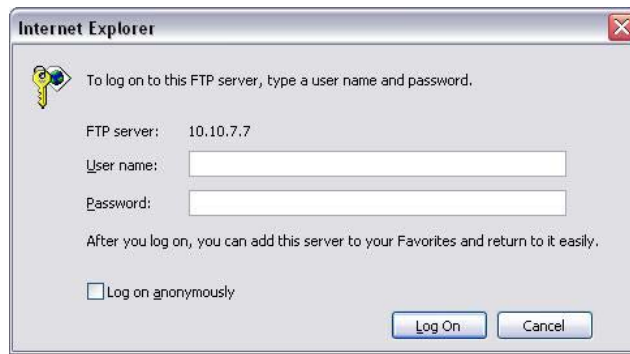 Internet Explorer
To log on to this FTP server, type a user name and password.
FTP server: 10.10.7.7
User name:
Password:
After you log on, you can add this server to your Favorites and return to it easily.
Log on anonymously
Log On Cancel